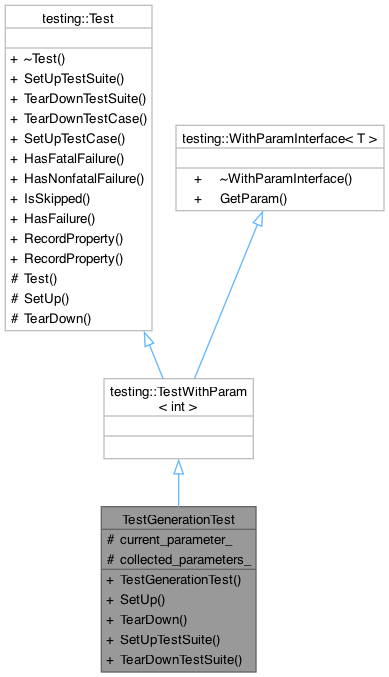 testing::Test
+ ~Test()
+ SetUpTestSuite()
+ TearDownTestSuite()
+ TearDownTestCase()
+ SetUpTestCase()
+ HasFatalFailure()
+ HasNonfatalFailure()
+ IsSkipped()
+ HasFailure()
+ RecordProperty()
+ RecordProperty()
# Test()
# SetUp()
# TearDown()
testing::WithParamInterface< T >
+ ~WithParamInterface()
+ GetParam()
testing::TestWithParam
< int >
TestGenerationTest
# current_parameter_
# collected_parameters_
+ TestGenerationTest()
+ SetUp()
+ TearDown()
+ SetUpTestSuite()
+ TearDownTestSuite()